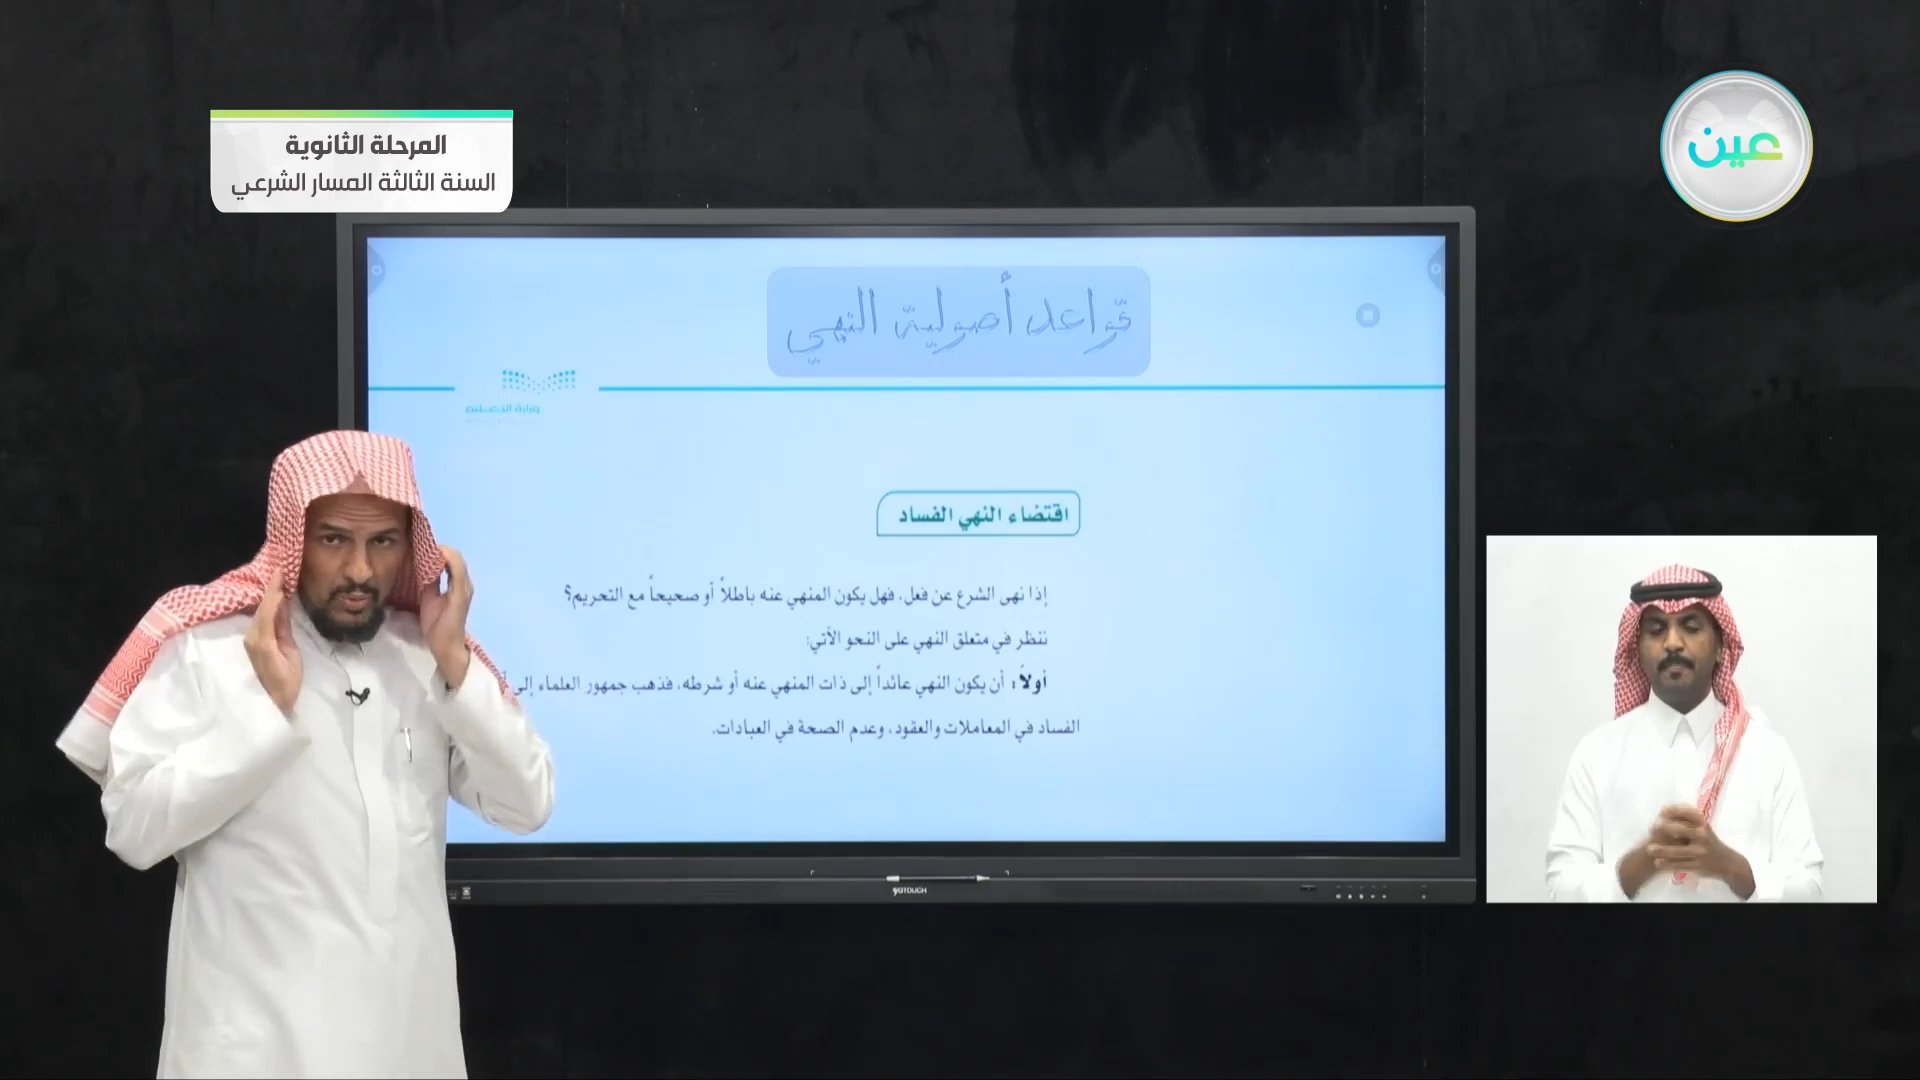 المرحلة الثانوية
السنة الثالثة المسار الشرعي
عين
قواعد أصولية النهي
وزارة التعليم
اقتضاء النهي الفساد
إذا نهى الشرع عن فعل، فهل يكون المنهي عنه باطلاً أو صحيحاً مع التحريم؟
ننظر في متعلق النهي على النحو الآتي:
أولاً: أن يكون النهي عائداً إلى ذات المنهي عنه أو شرطه، فذهب جمهور العلماء إلى
الفساد في المعاملات والعقود، وعدم الصحة في العبادات.